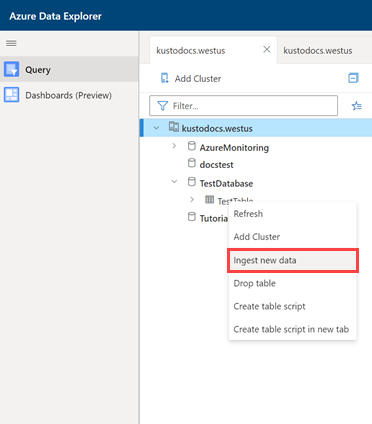 Azure Data Explorer
kustodocs.westus
kustodocs.westus
Query
Add Cluster
Dashboards (Preview)
Filter...
kustodocs.westus
AzureMonitoring
docstest
TestDatabase
TestTable
Tutoria
Refresh
Add Cluster
Ingest new data
Drop table
Create table script
Create table script in new tab